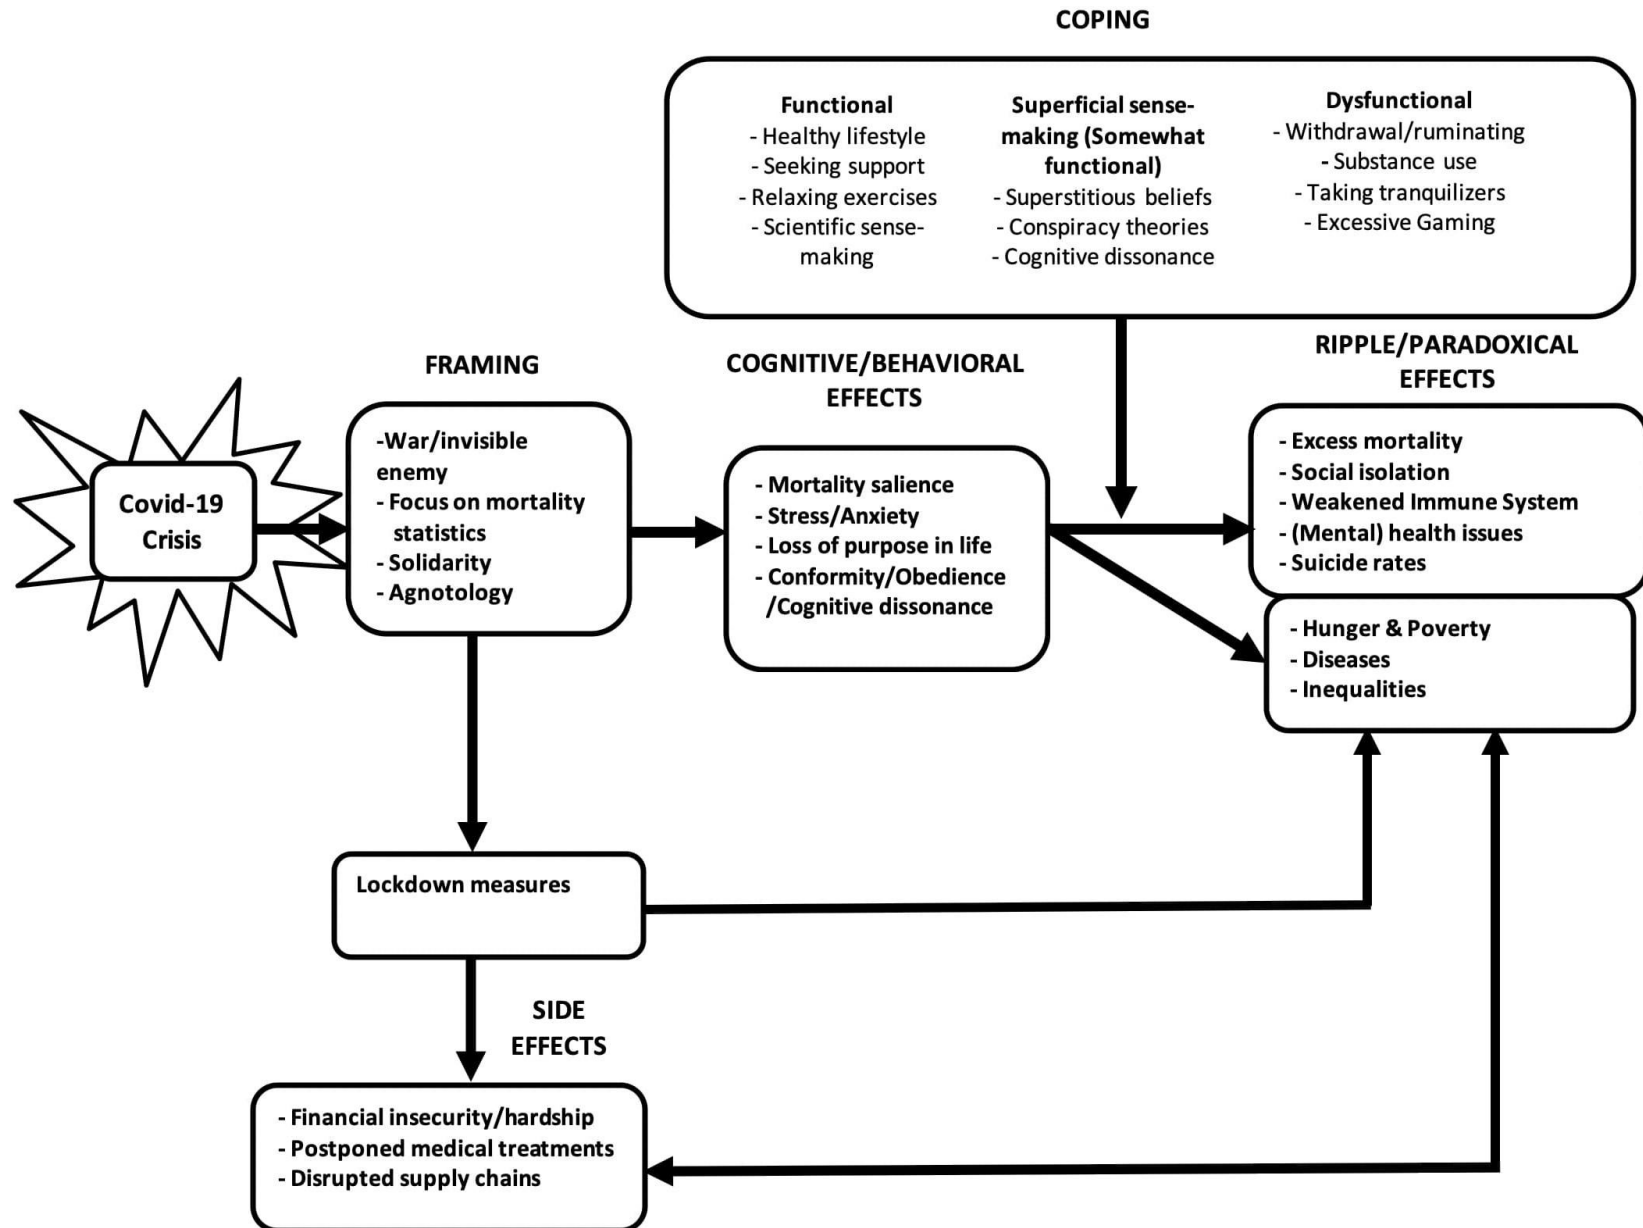 COPING
Functional
- Healthy lifestyle
- Seeking support
- Relaxing exercises
- Scientific sense-
making
Superficial sense-
making (Somewhat
functional)
- Superstitious beliefs
- Conspiracy theories
- Cognitive dissonance
Dysfunctional
- Withdrawal/ruminating
- Substance use
- Taking tranquilizers
- Excessive Gaming
Covid-19
Crisis
FRAMING
-War/invisible
enemy
- Focus on mortality
statistics
- Solidarity
- Agnotology
COGNITIVE/BEHAVIORAL
EFFECTS
- Mortality salience
- Stress/Anxiety
- Loss of purpose in life
- Conformity/Obedience
/Cognitive dissonance
RIPPLE/PARADOXICAL
EFFECTS
- Excess mortality
- Social isolation
- Weakened Immune System
- (Mental) health issues
- Suicide rates
- Hunger & Poverty
- Diseases
- Inequalities
Lockdown measures
SIDE
EFFECTS
- Financial insecurity/hardship
- Postponed medical treatments
- Disrupted supply chains